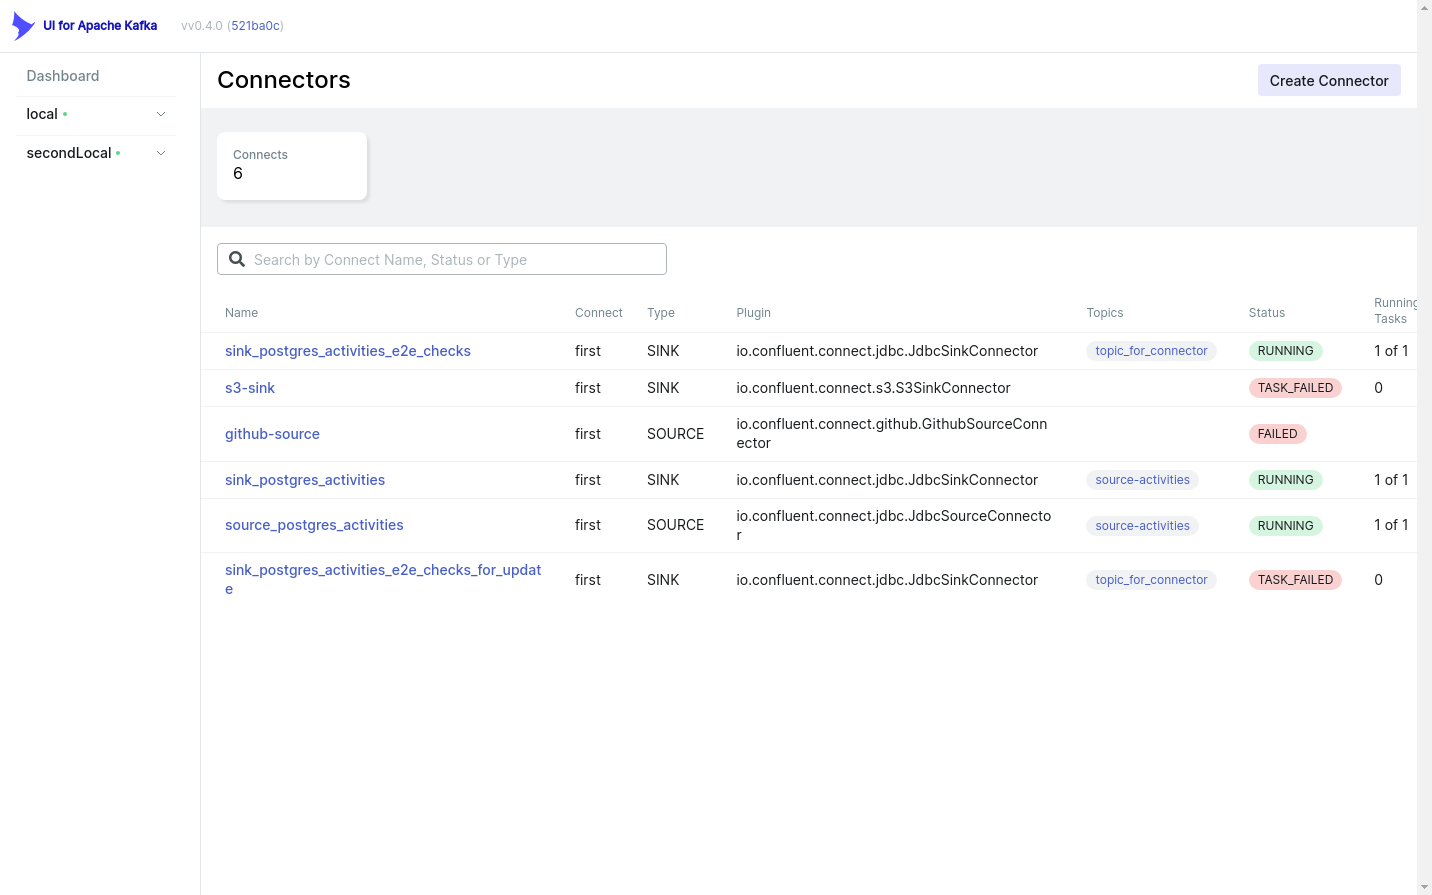 UI for Apache Kafka vv0.4.0 (521ba0c)
Dashboard
local
secondLocal
Connectors
Create Connector
Connects
6
Search by Connect Name, Status or Type
Name Connect Type Plugin Topics Status Running
Tasks
sink_postgres_activities_e2e_checks first SINK io.confluent.connect.jdbc.JdbcSinkConnector topic_for_connector RUNNING 1 of 1
s3-sink first SINK io.confluent.connect.s3.S3SinkConnector TASK_FAILED 0
github-source first SOURCE io.confluent.connect.github.GithubSourceConn
ector FAILED
sink_postgres_activities first SINK io.confluent.connect.jdbc.JdbcSinkConnector source-activities RUNNING 1 of 1
source_postgres_activities first SOURCE io.confluent.connect.jdbc.JdbcSourceConnecto
r source-activities RUNNING 1 of 1
sink_postgres_activities_e2e_checks_for_updat
e first SINK io.confluent.connect.jdbc.JdbcSinkConnector topic_for_connector TASK_FAILED 0